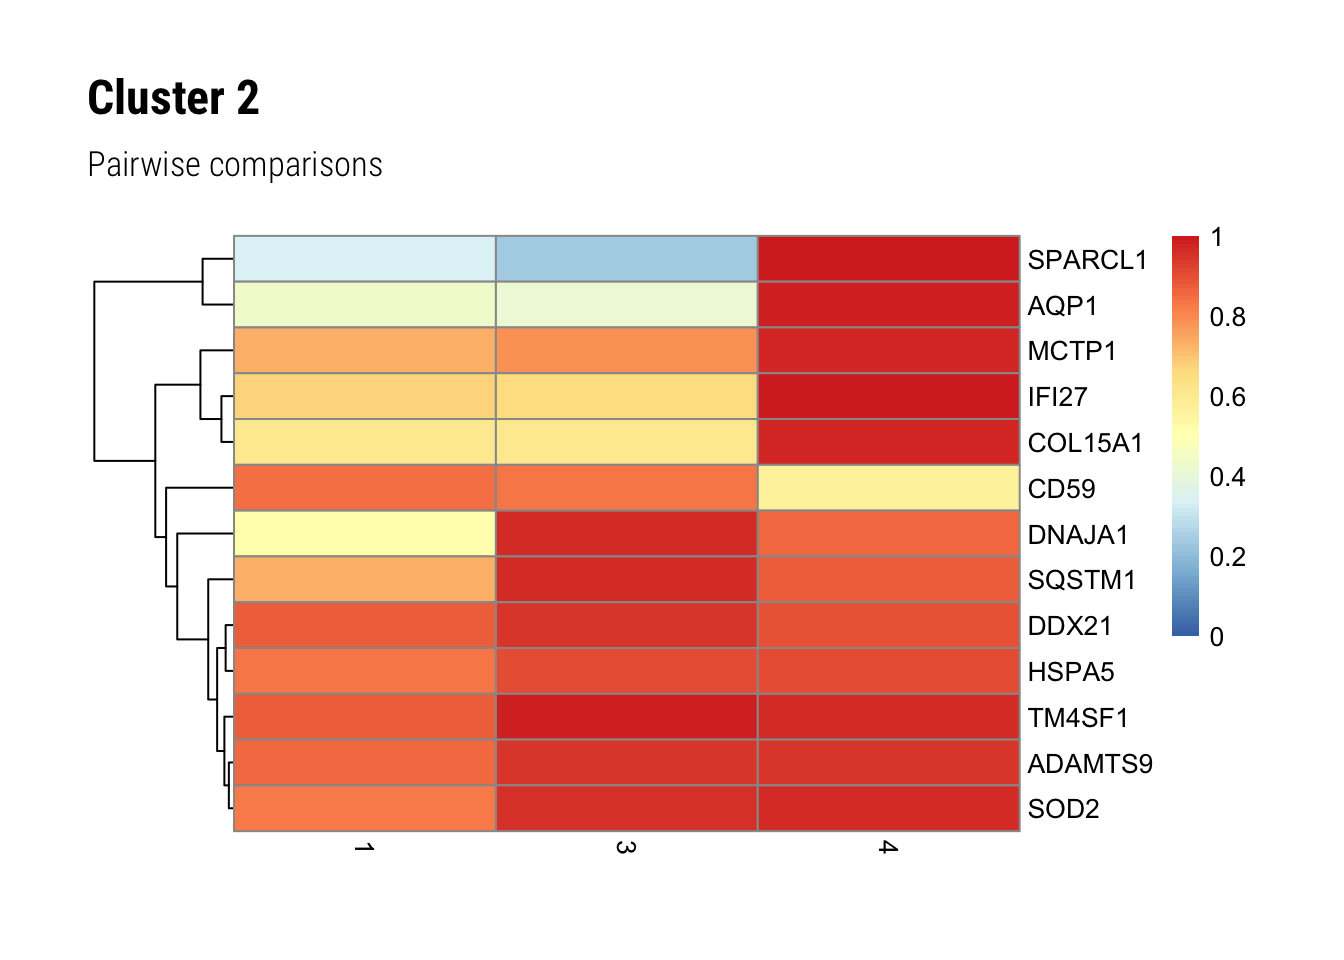 Cluster 2
Pairwise comparisons
SPARCL1
AQP1
MCTP1
IFI27
COL15A1
CD59
DNAJA1
SQSTM1
DDX21
HSPA5
TM4SF1
ADAMTS9
SOD2
1
0.8
0.6
0.4
0.2
0
1
3
4